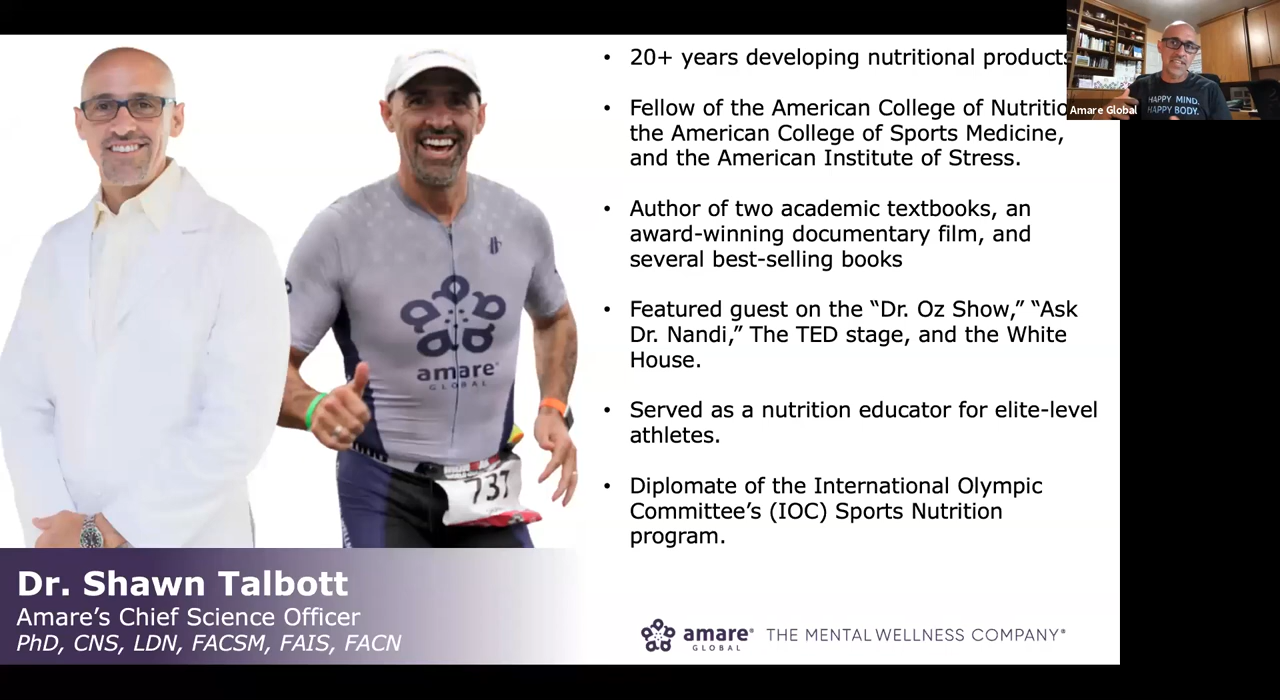 • 20+ years developing nutritional products
• Fellow of the American College of Nutritio
the American College of Sports Medicine,
and the American Institute of Stress.
• Author of two academic textbooks, an
award-winning documentary film, and
several best-selling books
• Featured guest on the “Dr. Oz Show,” “Ask
Dr. Nandi,” The TED stage, and the White
House.
• Served as a nutrition educator for elite-level
athletes.
• Diplomate of the International Olympic
Committee’s (IOC) Sports Nutrition
program.
HAPPY MIND.
HAPPY BODY.
Amare Global
amare®
GLOBAL
737
Dr. Shawn Talbott
Amare’s Chief Science Officer
PhD, CNS, LDN, FACSM, FAIS, FACN
amare® THE MENTAL WELLNESS COMPANY®
GLOBAL